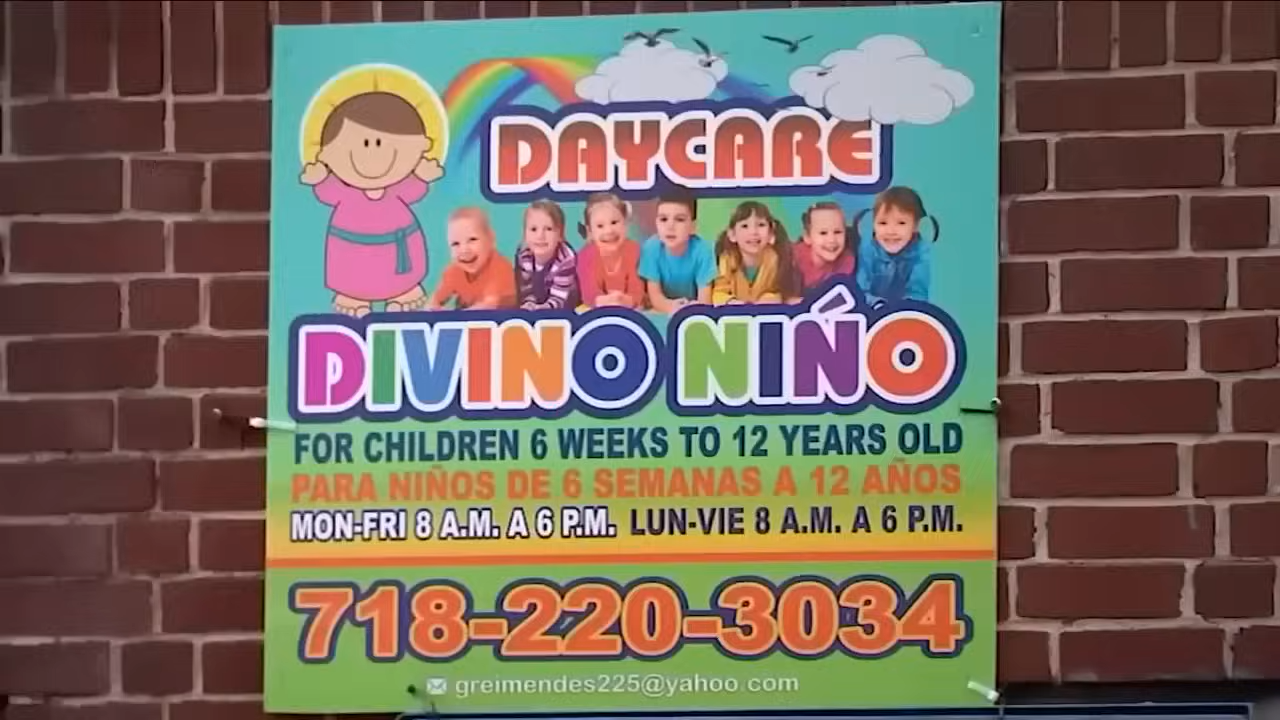 DAYCARE
DIVINO NIÑO
FOR CHILDREN 6 WEEKS TO 12 YEARS OLD
PARA NIÑOS DE 6 SEMANAS A 12 AÑOS
MON-FRI 8 A.M. A 6 P.M. LUN-VIE 8 A.M. A 6 P.M.
718-220-3034
greimendes225@yahoo.com